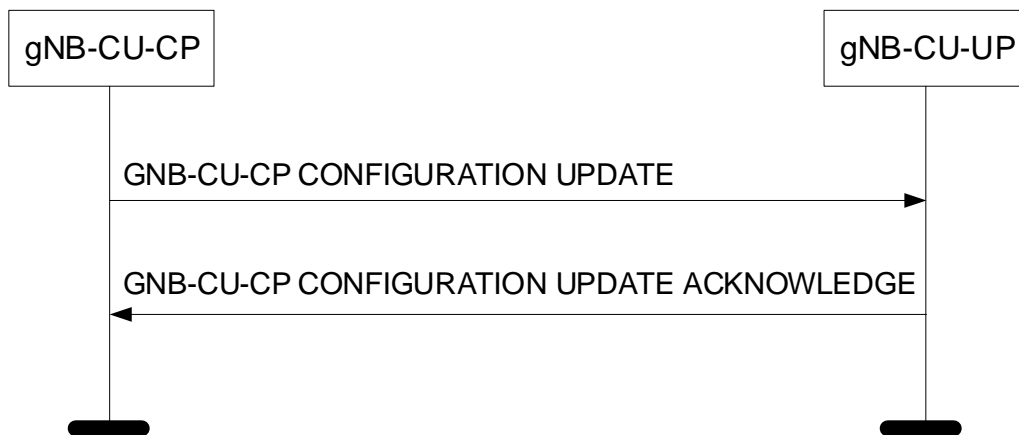 gNB-CU-CP
gNB-CU-UP
GNB-CU-CP CONFIGURATION UPDATE
GNB-CU-CP CONFIGURATION UPDATE ACKNOWLEDGE